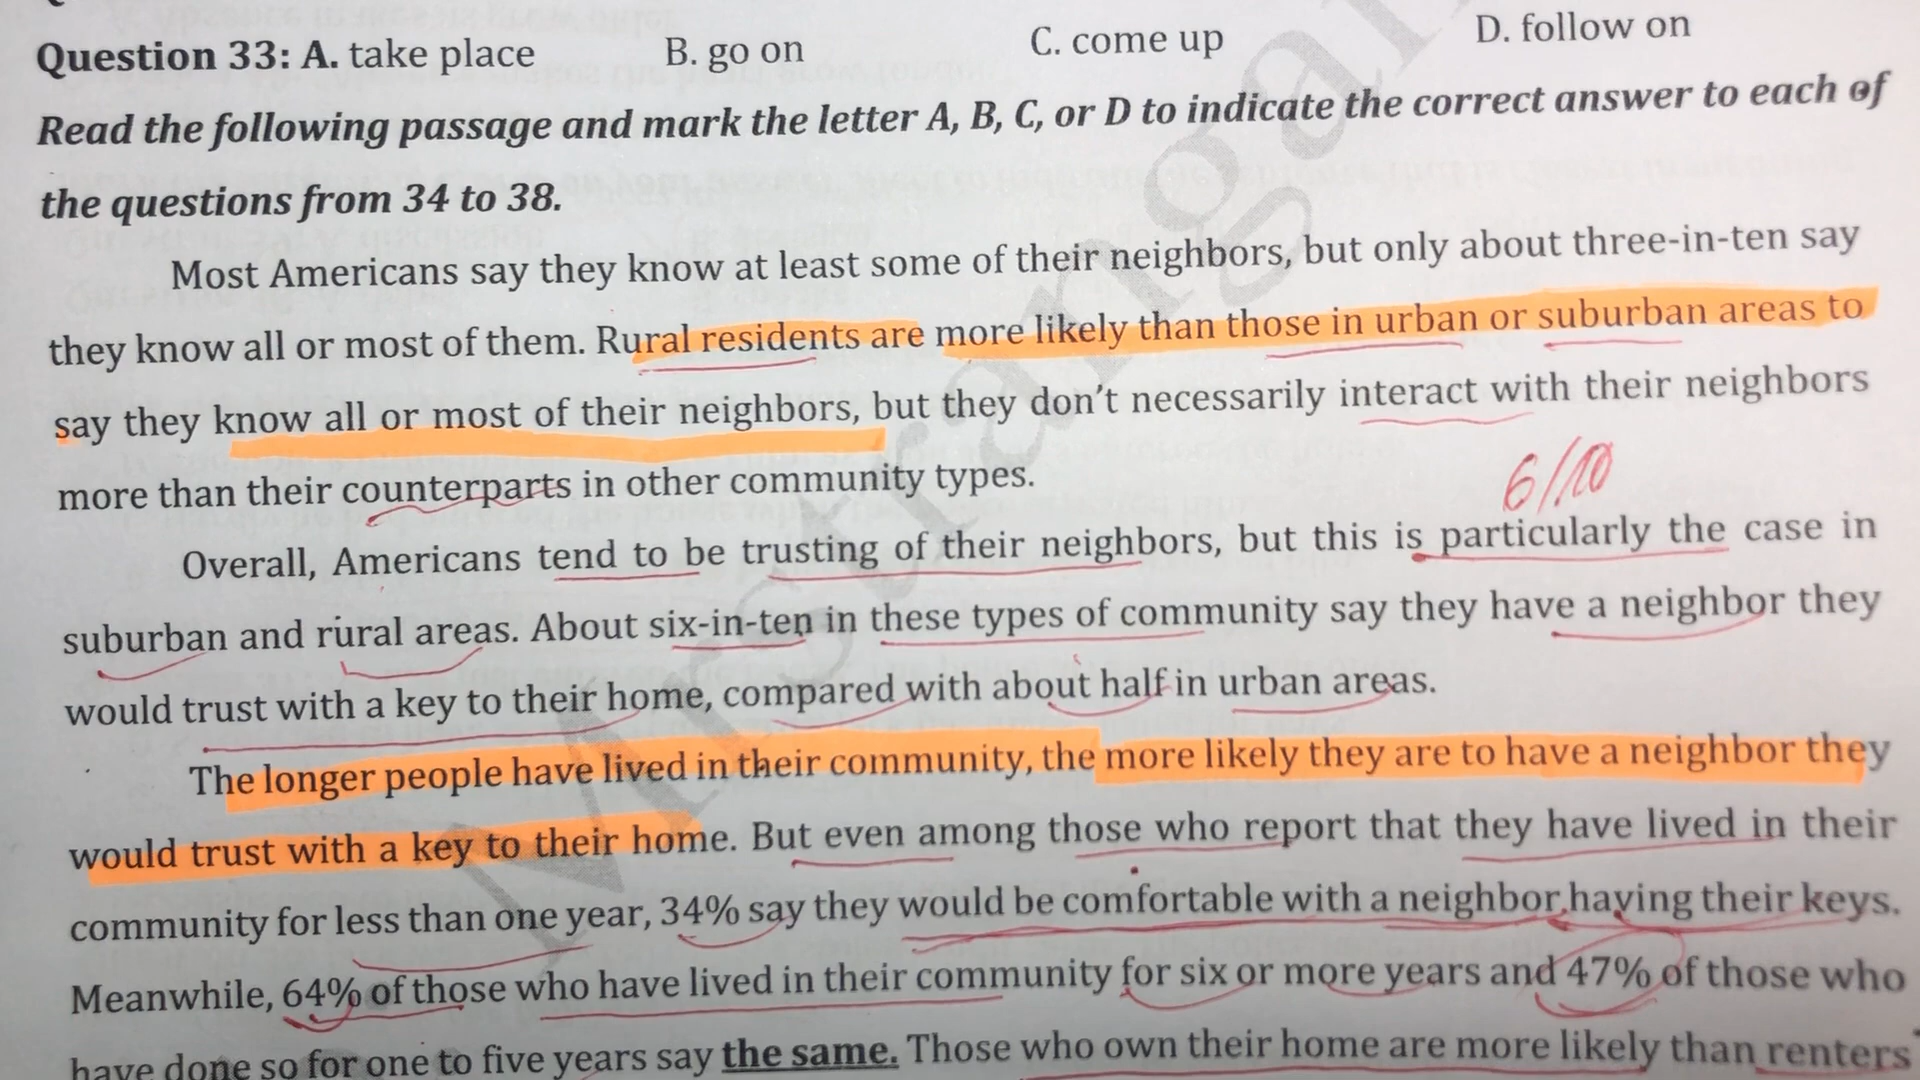 Question 33: A. take place B. go on C. come up D. follow on
Read the following passage and mark the letter A, B, C, or D to indicate the correct answer to each of
the questions from 34 to 38.
Most Americans say they know at least some of their neighbors, but only about three-in-ten say
they know all or most of them. Rural residents are more likely than those in urban or suburban areas to
say they know all or most of their neighbors, but they don't necessarily interact with their neighbors
more than their counterparts in other community types.
6/10
Overall, Americans tend to be trusting of their neighbors, but this is particularly the case in
suburban and rural areas. About six-in-ten in these types of community say they have a neighbor they
would trust with a key to their home, compared with about half in urban areas.
The longer people have lived in their community, the more likely they are to have a neighbor they
would trust with a key to their home. But even among those who report that they have lived in their
community for less than one year, 34% say they would be comfortable with a neighbor having their keys.
Meanwhile, 64% of those who have lived in their community for six or more years and 47% of those who
have done so for one to five years say the same. Those who own their home are more likely than renters